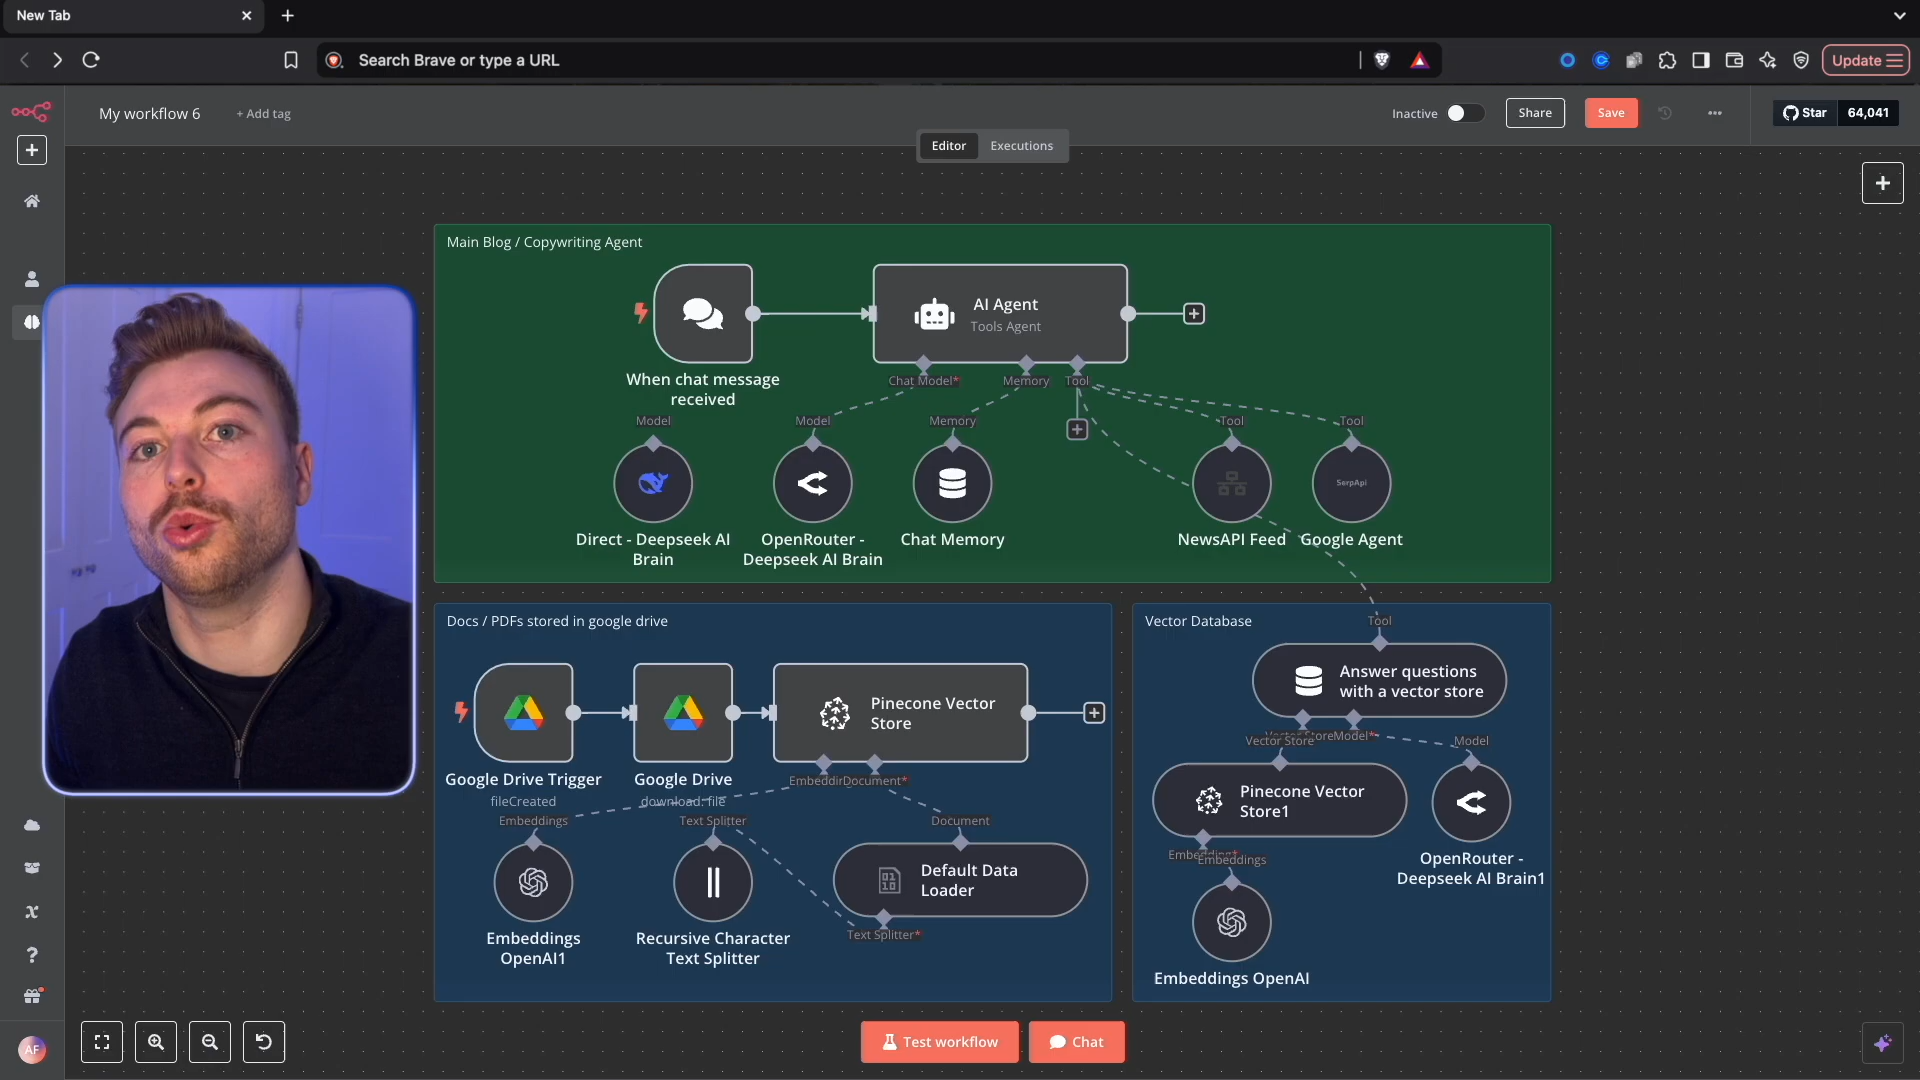 New Tab
Search Brave or type a URL
Update
My workflow 6
+ Add tag
Inactive
Share
Save
Star
64,041
Editor
Executions
Main Blog / Copywriting Agent
AI Agent
Tools Agent
When chat message
received
Chat Model*
Memory
Tool
Model
Model
Memory
Tool
Tool
SerpApi
Direct - Deepseek AI
Brain
OpenRouter -
Deepseek AI Brain
Chat Memory
NewsAPI Feed
Google Agent
Docs / PDFs stored in google drive
Vector Database
Tool
Answer questions
with a vector store
Pinecone Vector
Store
Google Drive Trigger
fileCreated
Google Drive
download: file
Document*
Model*
Vector Store
Model
Embeddings
Text Splitter
Document
Pinecone Vector
Store1
Default Data
Loader
Text Splitter*
Embeddings
OpenRouter -
Deepseek AI Brain1
Embeddings
OpenAI1
Recursive Character
Text Splitter
Embeddings OpenAI
AF
Test workflow
Chat